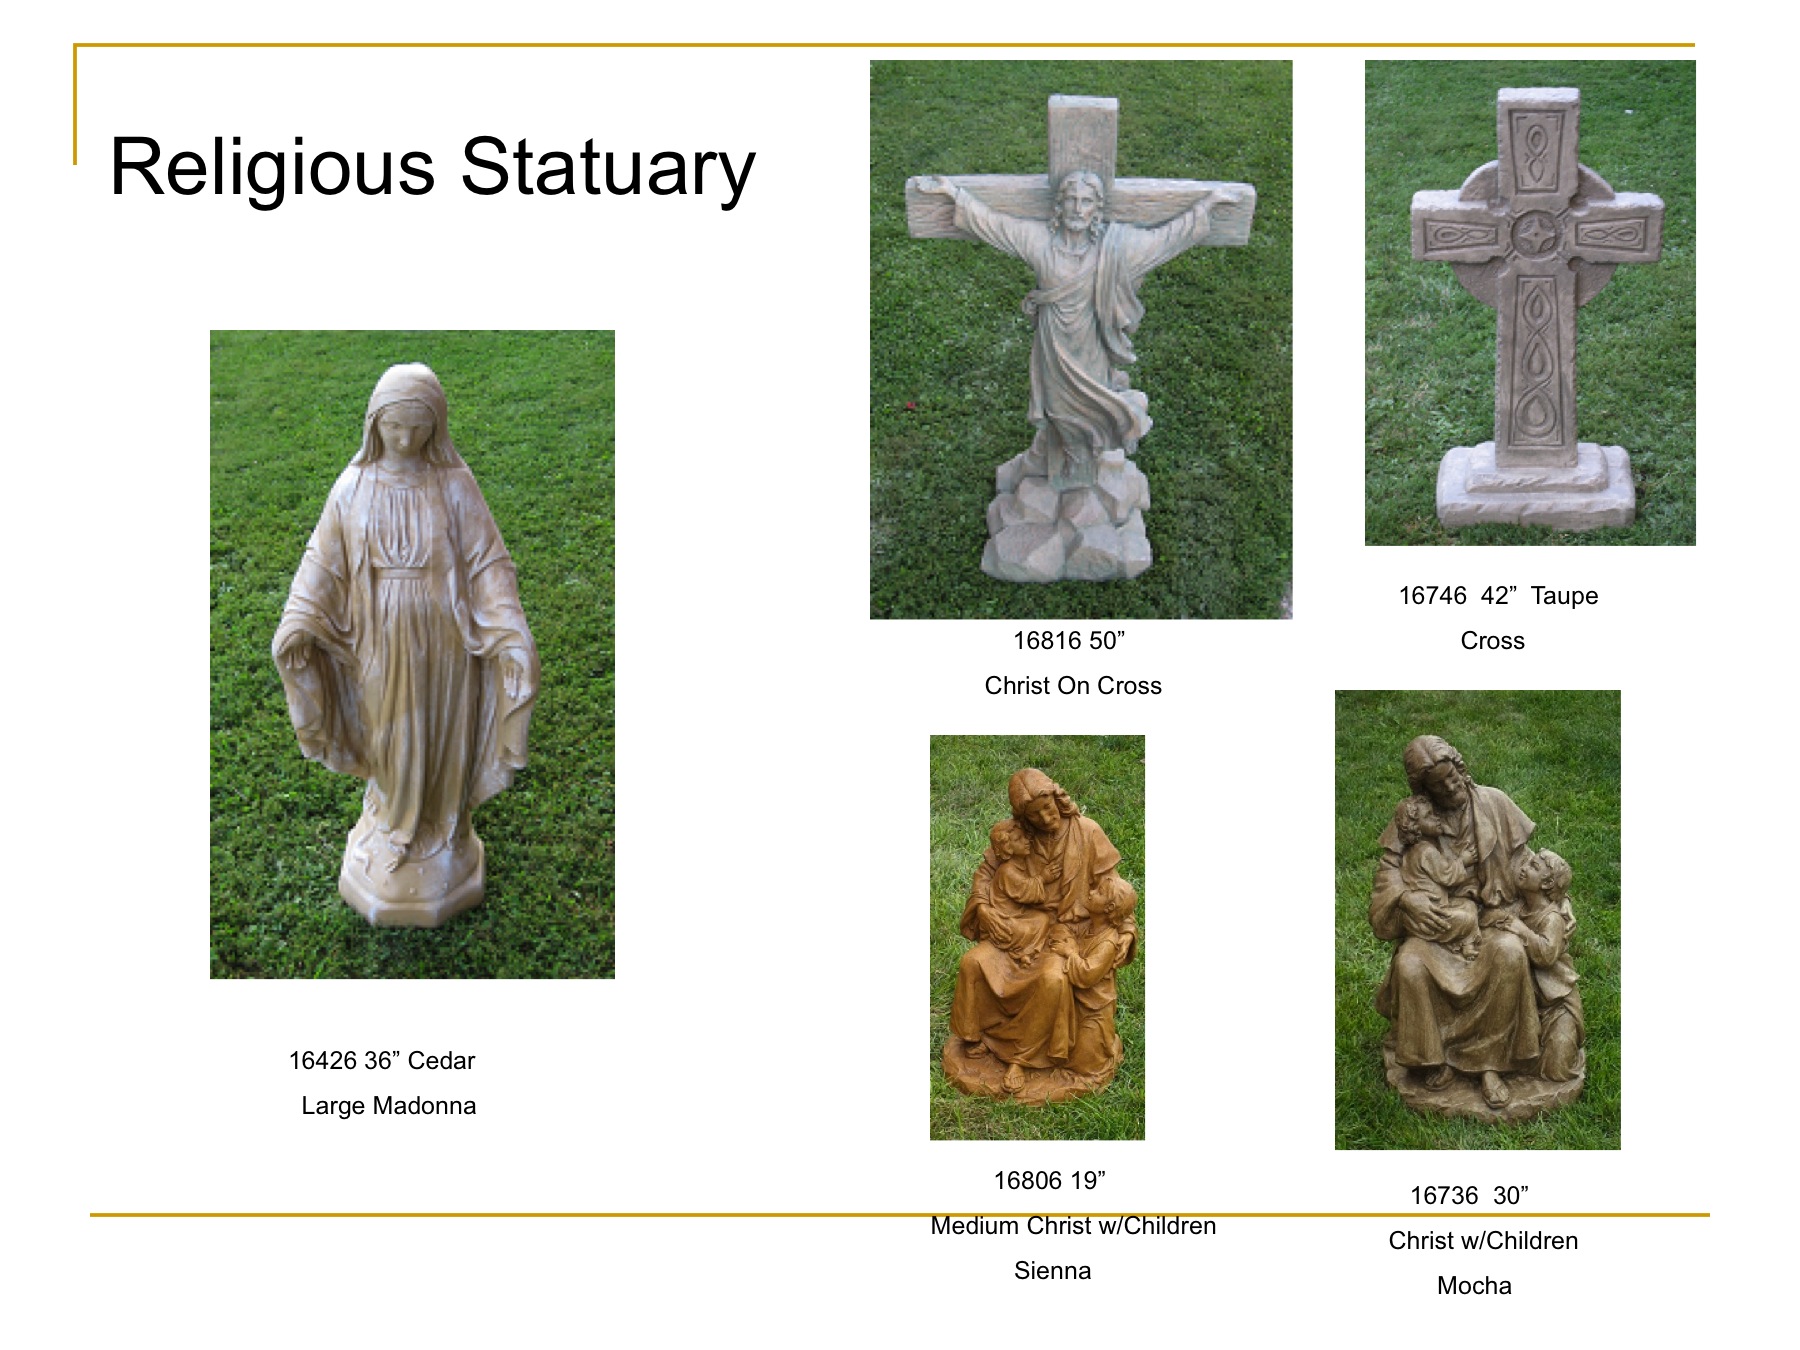 Religious Statuary
16426 36” Cedar
Large Madonna
16816 50”
Christ On Cross
16746  42”  Taupe
Cross
16806 19”
Medium Christ w/Children
Sienna
16736  30”
Christ w/Children
Mocha